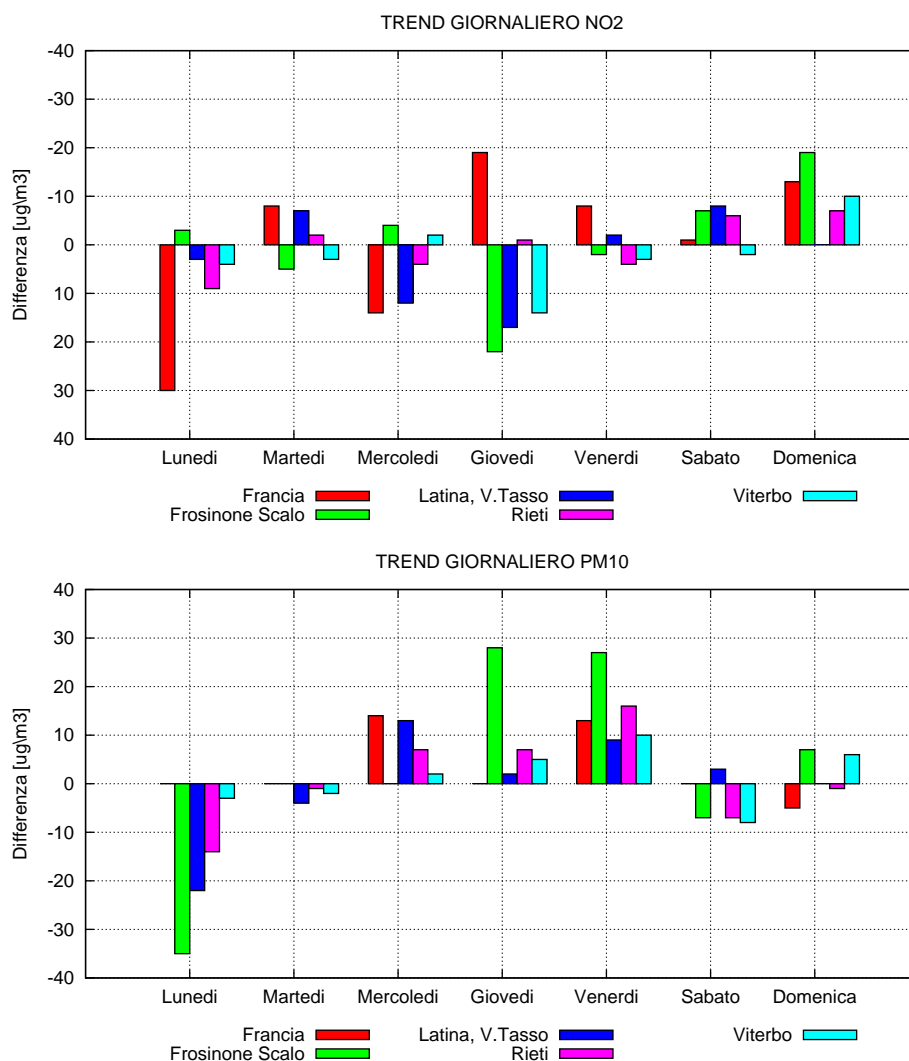 TREND GIORNALIERO NO2
-40
-30
-20
-10
0
10
20
30
40
Differenza [ug\m3]
Lunedi Martedi Mercoledi Giovedi Venerdi Sabato Domenica
Francia Latina, V.Tasso Viterbo
Frosinone Scalo Rieti
TREND GIORNALIERO PM10
40
30
20
10
0
-10
-20
-30
-40
Differenza [ug\m3]
Lunedi Martedi Mercoledi Giovedi Venerdi Sabato Domenica
Francia Latina, V.Tasso Viterbo
Frosinone Scalo Rieti